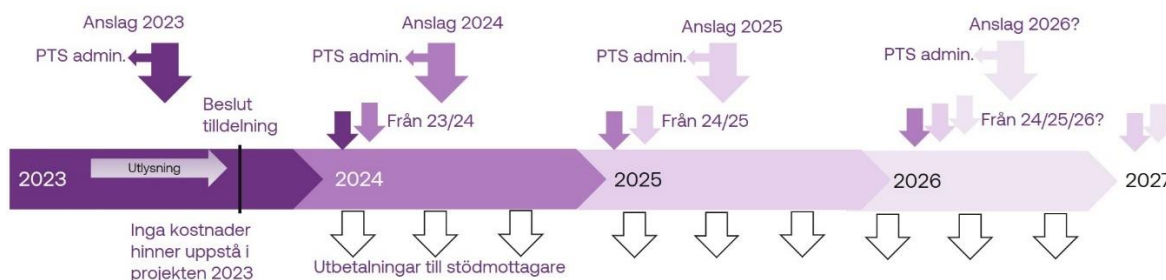 Anslag 2023
Anslag 2024
Anslag 2025
Anslag 2026?
PTS admin.
PTS admin.
PTS admin.
PTS admin.
Beslut
tilldelning
Från 23/24
Från 24/25
Från 24/25/26?
2023
Utlysning
2024
2025
2026
2027
Inga kostnader
hinner uppstå i
projekten 2023
Utbetalningar till stödmottagare